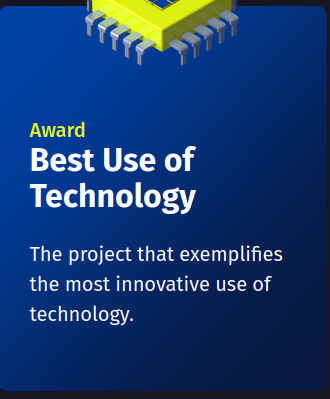 Award
Best Use of
Technology
The project that exemplifies
the most innovative use of
technology.